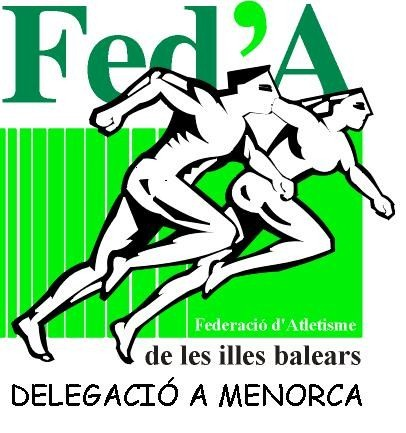 Fed'A
Federació d'Atletisme
de les illes balears
DELEGACIÓ A MENORCA